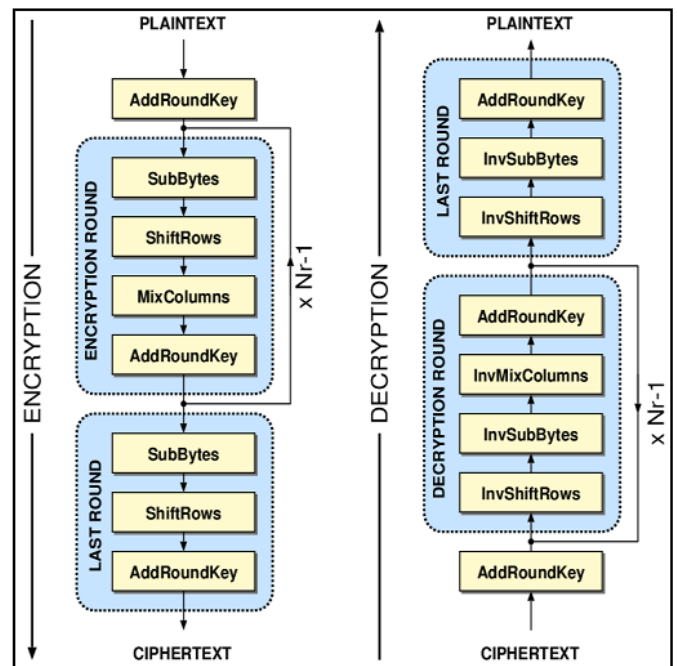 PLAINTEXT
AddRoundKey
SubBytes
ShiftRows
MixColumns
AddRoundKey
ENCRYPTION ROUND
x Nr-1
SubBytes
ShiftRows
AddRoundKey
LAST ROUND
CIPHERTEXT
ENCRYPTION
PLAINTEXT
AddRoundKey
InvSubBytes
InvShiftRows
LAST ROUND
AddRoundKey
InvMixColumns
InvSubBytes
InvShiftRows
DECRYPTION ROUND
x Nr-1
AddRoundKey
CIPHERTEXT
DECRYPTION